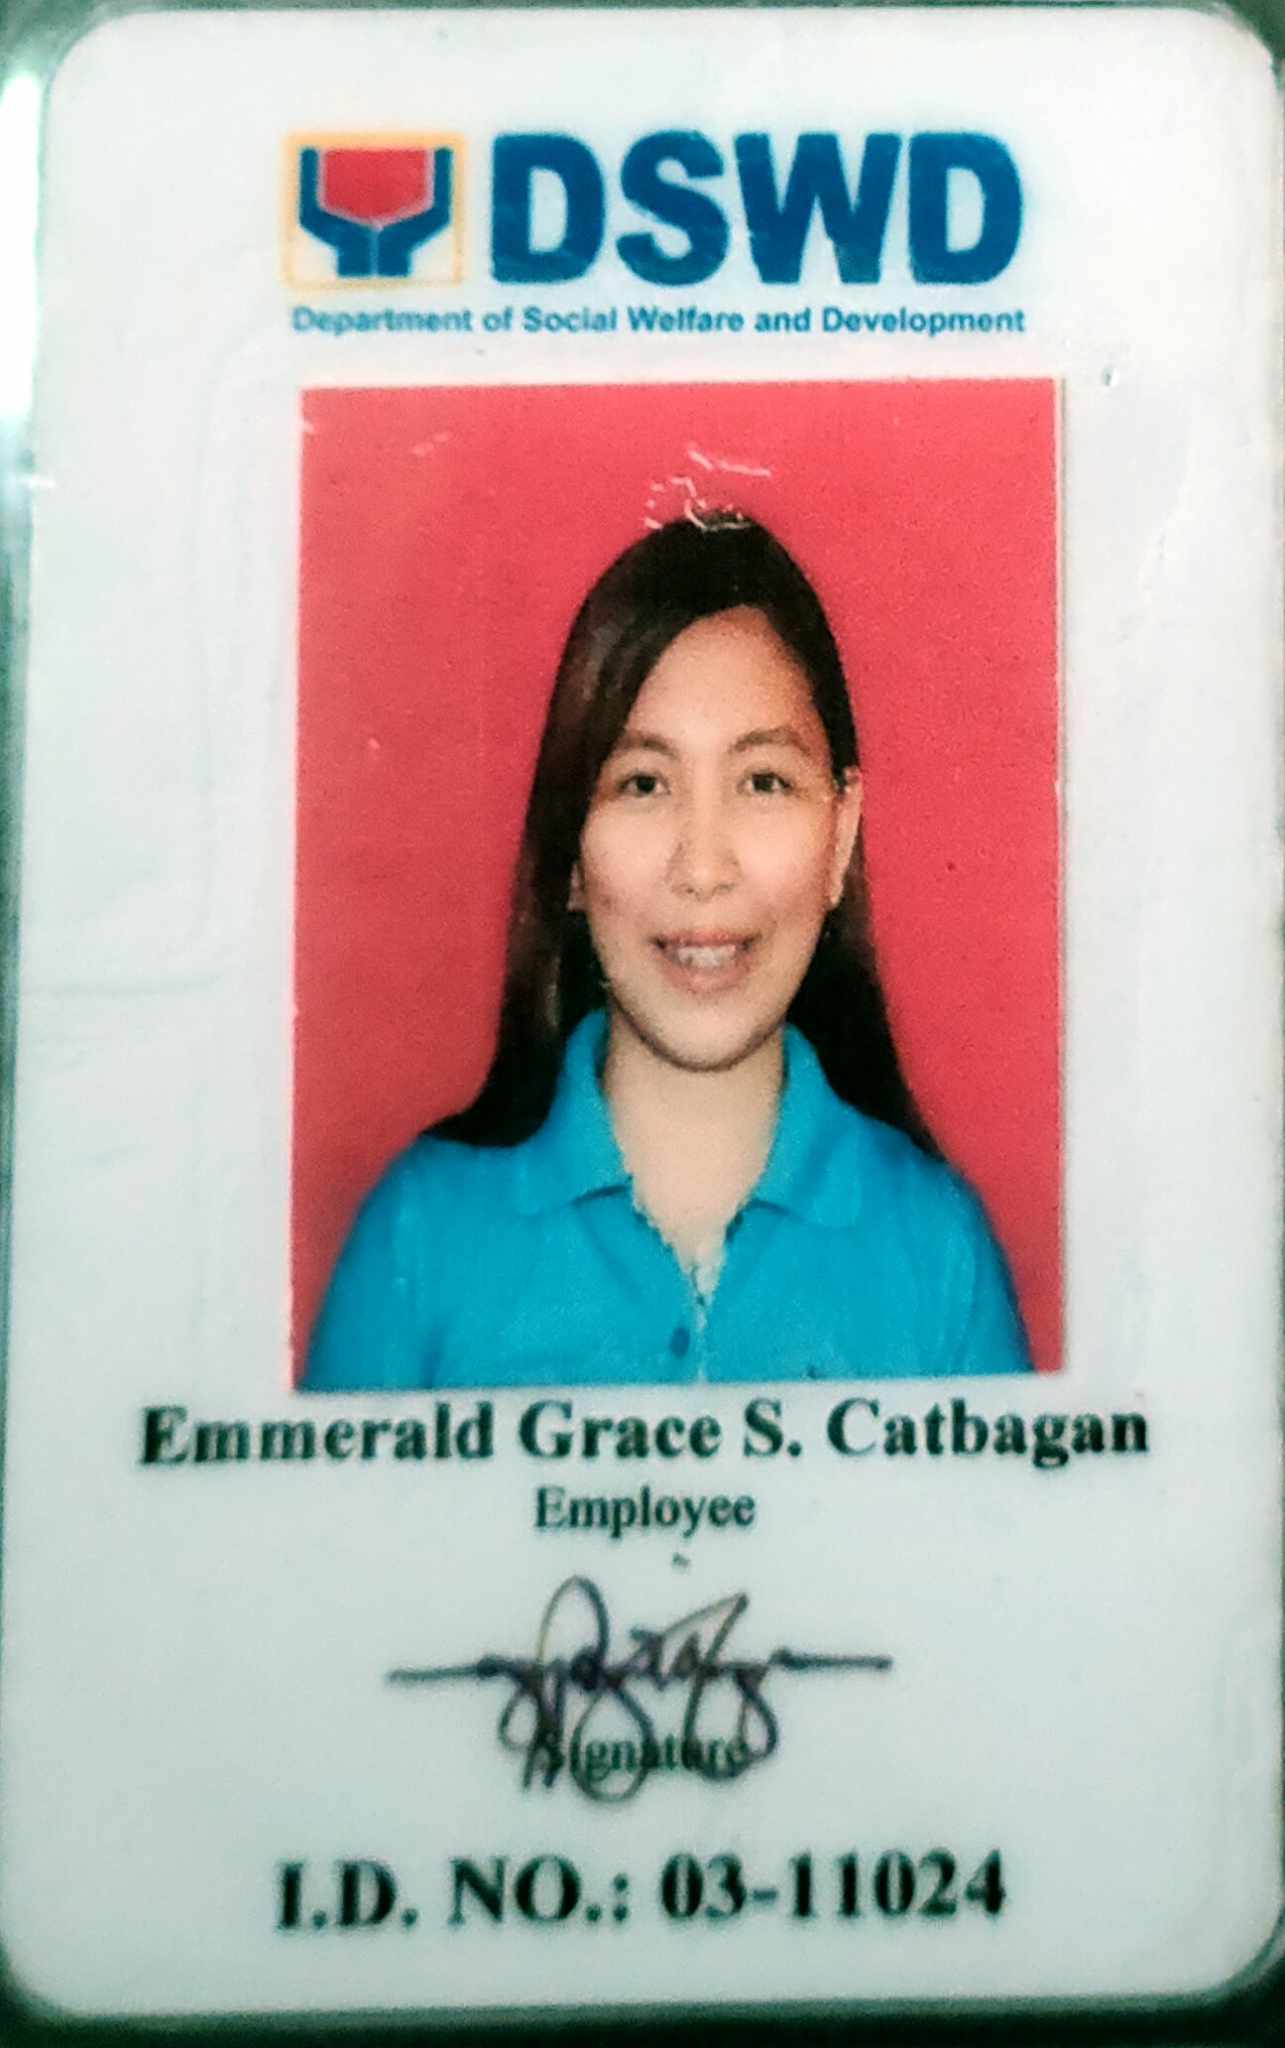 DSWD
Department of Social Welfare and Development
Emmerald Grace S. Catbagan
Employee
Signature
I.D. NO.: 03-11024